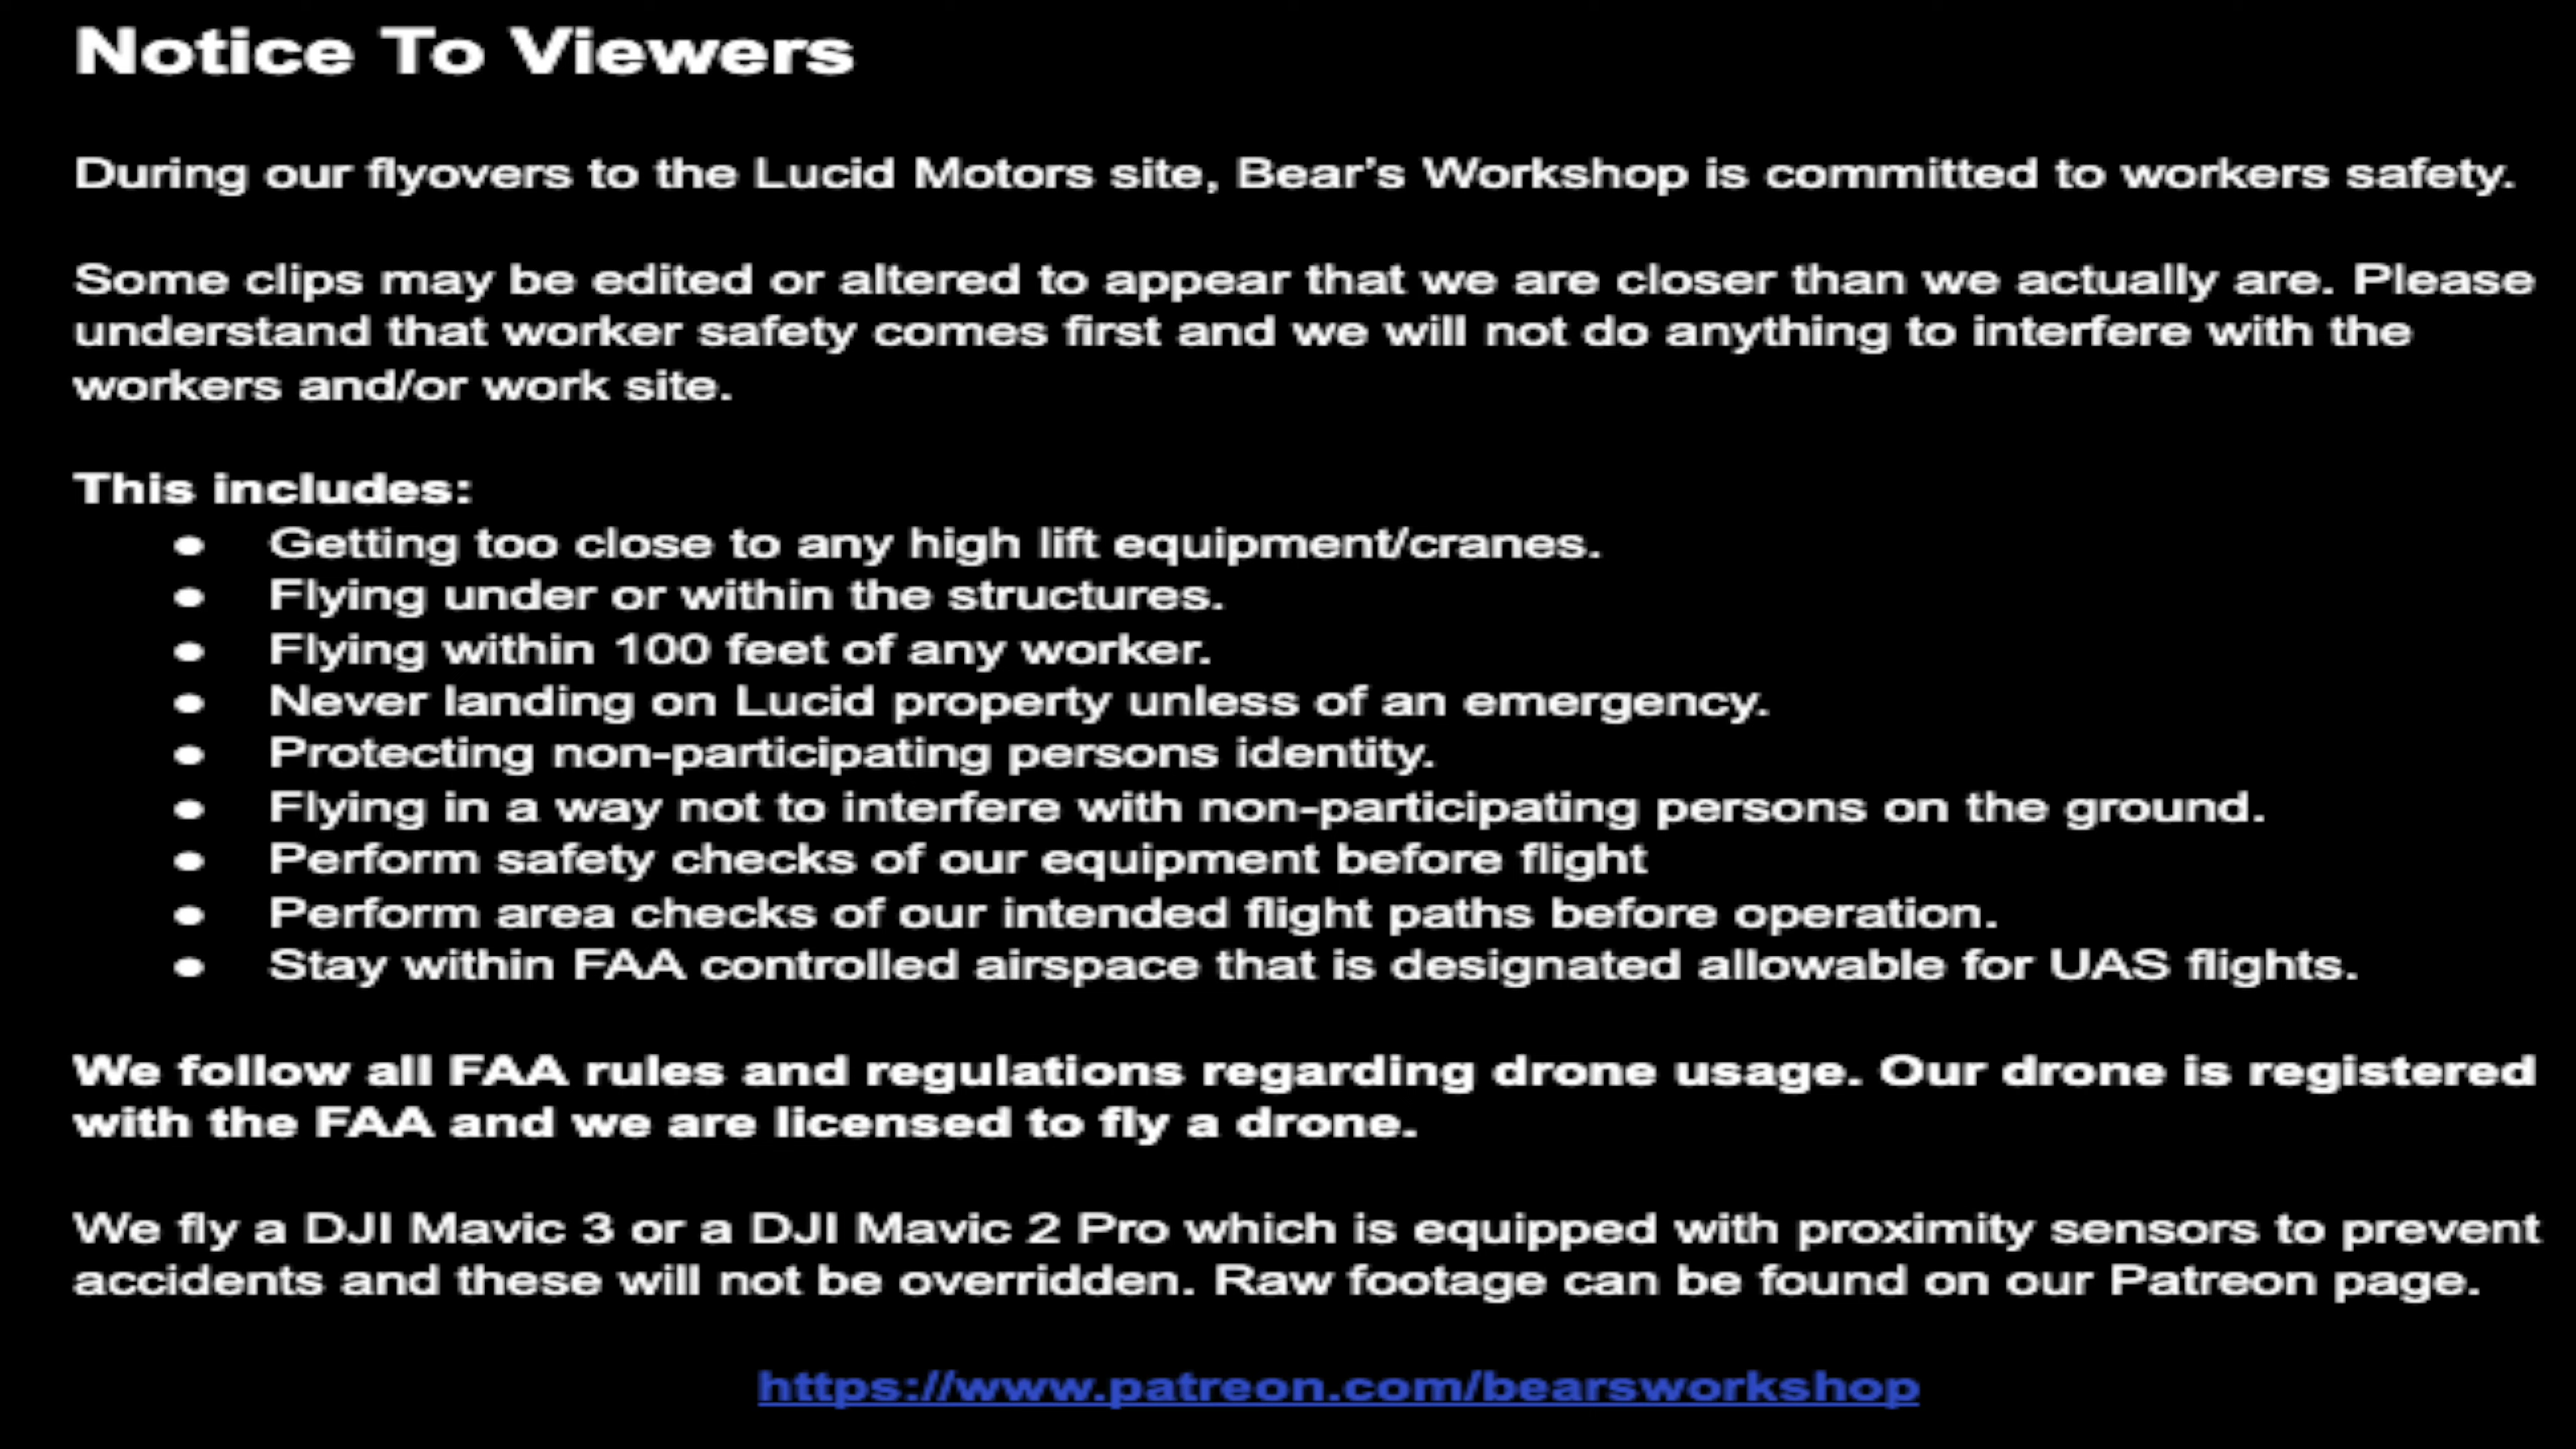 Notice To Viewers
During our flyovers to the Lucid Motors site, Bear's Workshop is committed to workers safety.
Some clips may be edited or altered to appear that we are closer than we actually are. Please
understand that worker safety comes first and we will not do anything to interfere with the
workers and/or work site.
This includes:
● Getting too close to any high lift equipment/cranes.
● Flying under or within the structures.
● Flying within 100 feet of any worker.
● Never landing on Lucid property unless of an emergency.
● Protecting non-participating persons identity.
● Flying in a way not to interfere with non-participating persons on the ground.
● Perform safety checks of our equipment before flight
● Perform area checks of our intended flight paths before operation.
● Stay within FAA controlled airspace that is designated allowable for UAS flights.
We follow all FAA rules and regulations regarding drone usage. Our drone is registered
with the FAA and we are licensed to fly a drone.
We fly a DJI Mavic 3 or a DJI Mavic 2 Pro which is equipped with proximity sensors to prevent
accidents and these will not be overridden. Raw footage can be found on our Patreon page.
https://www.patreon.com/bearsworkshop